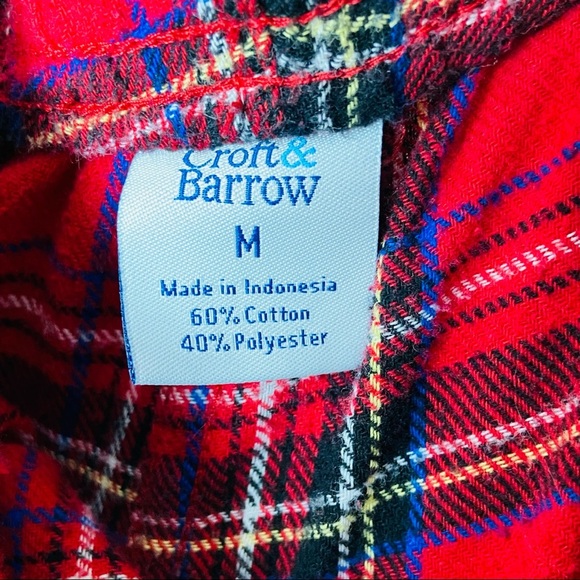 Croft&
Barrow
M
Made in Indonesia
60% Cotton
40% Polyester